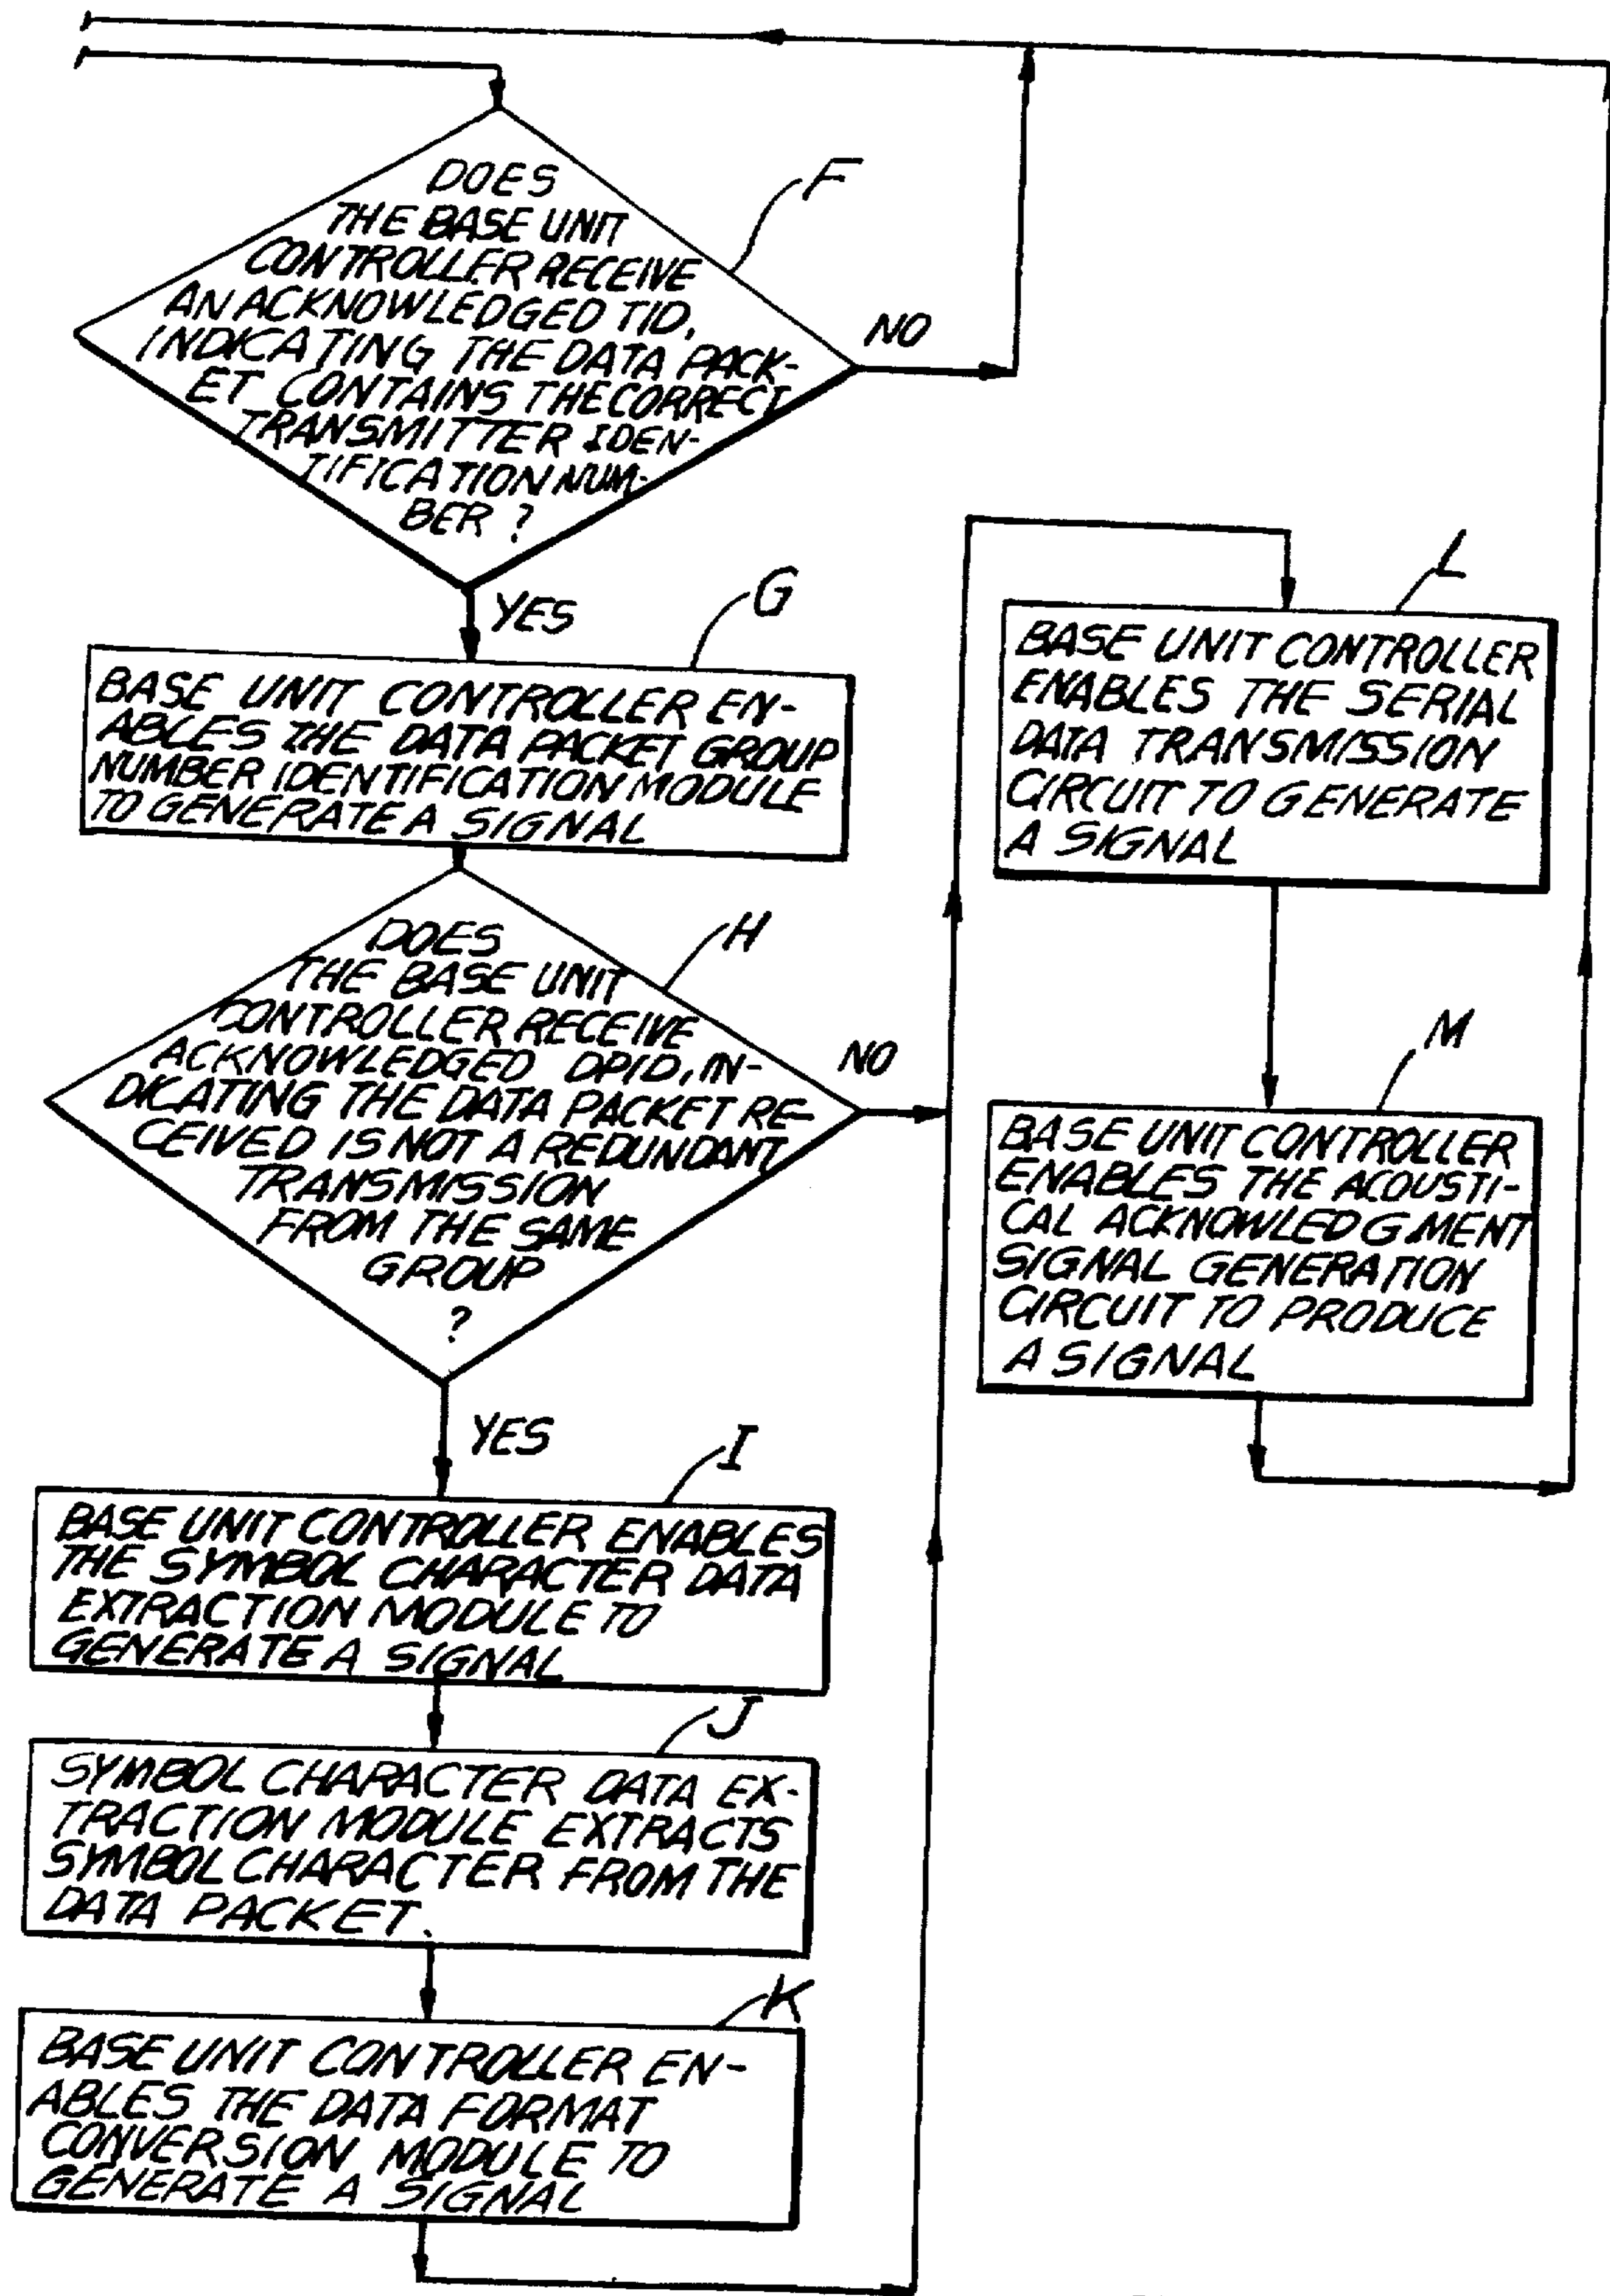 F
DOES
THE BASE UNIT
CONTROLLER RECEIVE
AN ACKNOWLEDGED TID,
INDICATING THE DATA PACK-
ET CONTAINS THE CORRECT
TRANSMITTER IDEN-
TIFICATION NUM-
BER ?
NO
YES
G
BASE UNIT CONTROLLER EN-
ABLES THE DATA PACKET GROUP
NUMBER IDENTIFICATION MODULE
TO GENERATE A SIGNAL
H
DOES
THE BASE UNIT
CONTROLLER RECEIVE
ACKNOWLEDGED DPID, IN-
DICATING THE DATA PACKET RE-
CEIVED IS NOT A REDUNDANT
TRANSMISSION
FROM THE SAME
GROUP
?
NO
YES
I
BASE UNIT CONTROLLER ENABLES
THE SYMBOL CHARACTER DATA
EXTRACTION MODULE TO
GENERATE A SIGNAL
J
SYMBOL CHARACTER DATA EX-
TRACTION MODULE EXTRACTS
SYMBOL CHARACTER FROM THE
DATA PACKET.
K
BASE UNIT CONTROLLER EN-
ABLES THE DATA FORMAT
CONVERSION MODULE TO
GENERATE A SIGNAL
L
BASE UNIT CONTROLLER
ENABLES THE SERIAL
DATA TRANSMISSION
CIRCUIT TO GENERATE
A SIGNAL
M
BASE UNIT CONTROLLER
ENABLES THE ACOUSTI-
CAL ACKNOWLEDGMENT
SIGNAL GENERATION
CIRCUIT TO PRODUCE
A SIGNAL